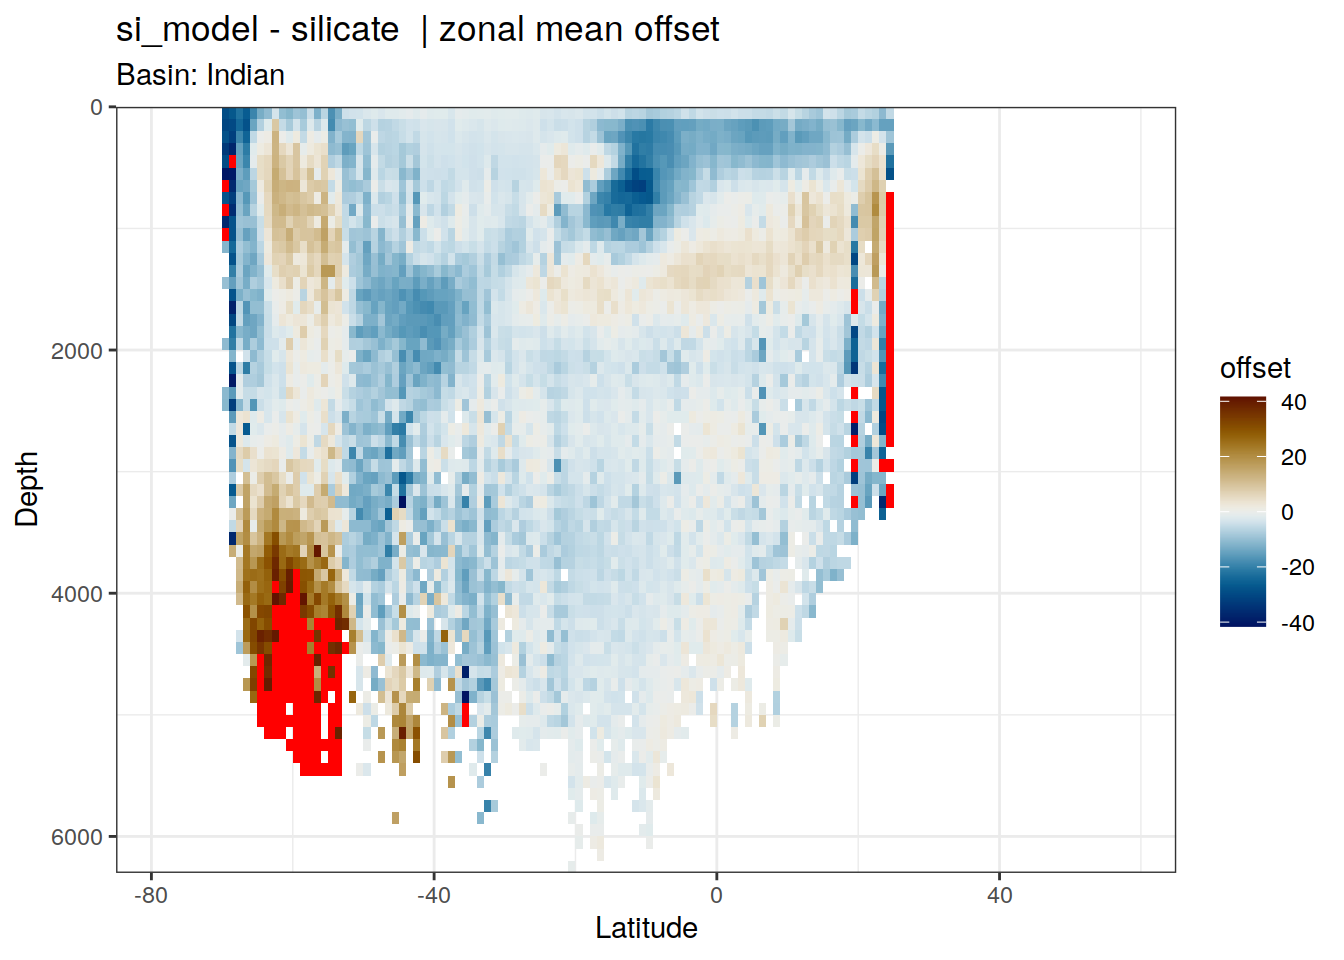 si_model - silicate  | zonal mean offset
Basin: Indian
0
2000
4000
6000
Depth
-80
-40
0
40
Latitude
offset
40
20
0
-20
-40